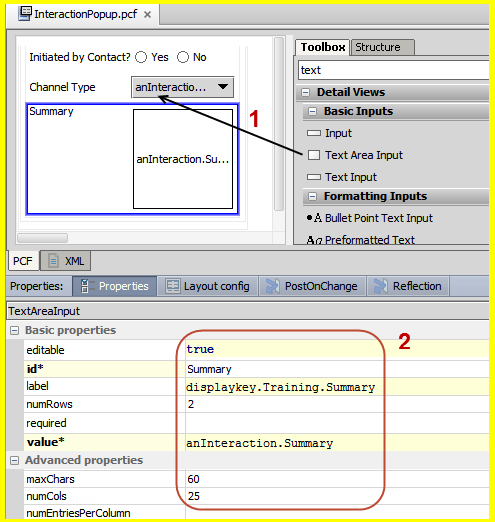 InteractionPopup.pcf ×
Initiated by Contact? Yes No
Channel Type anInteractio...
Summary
anInteraction.Su...
1
Toolbox Structure
text
Detail Views
Basic Inputs
Input
Text Area Input
Text Input
Formatting Inputs
A Bullet Point Text Input
Aa Preformatted Text
PCF XML
Properties: Properties Layout config PostOnChange Reflection
TextAreaInput
Basic properties
2
editable true
id* Summary
label displaykey.Training.Summary
numRows 2
required
value* anInteraction.Summary
Advanced properties
maxChars 60
numCols 25
numEntriesPerColumn